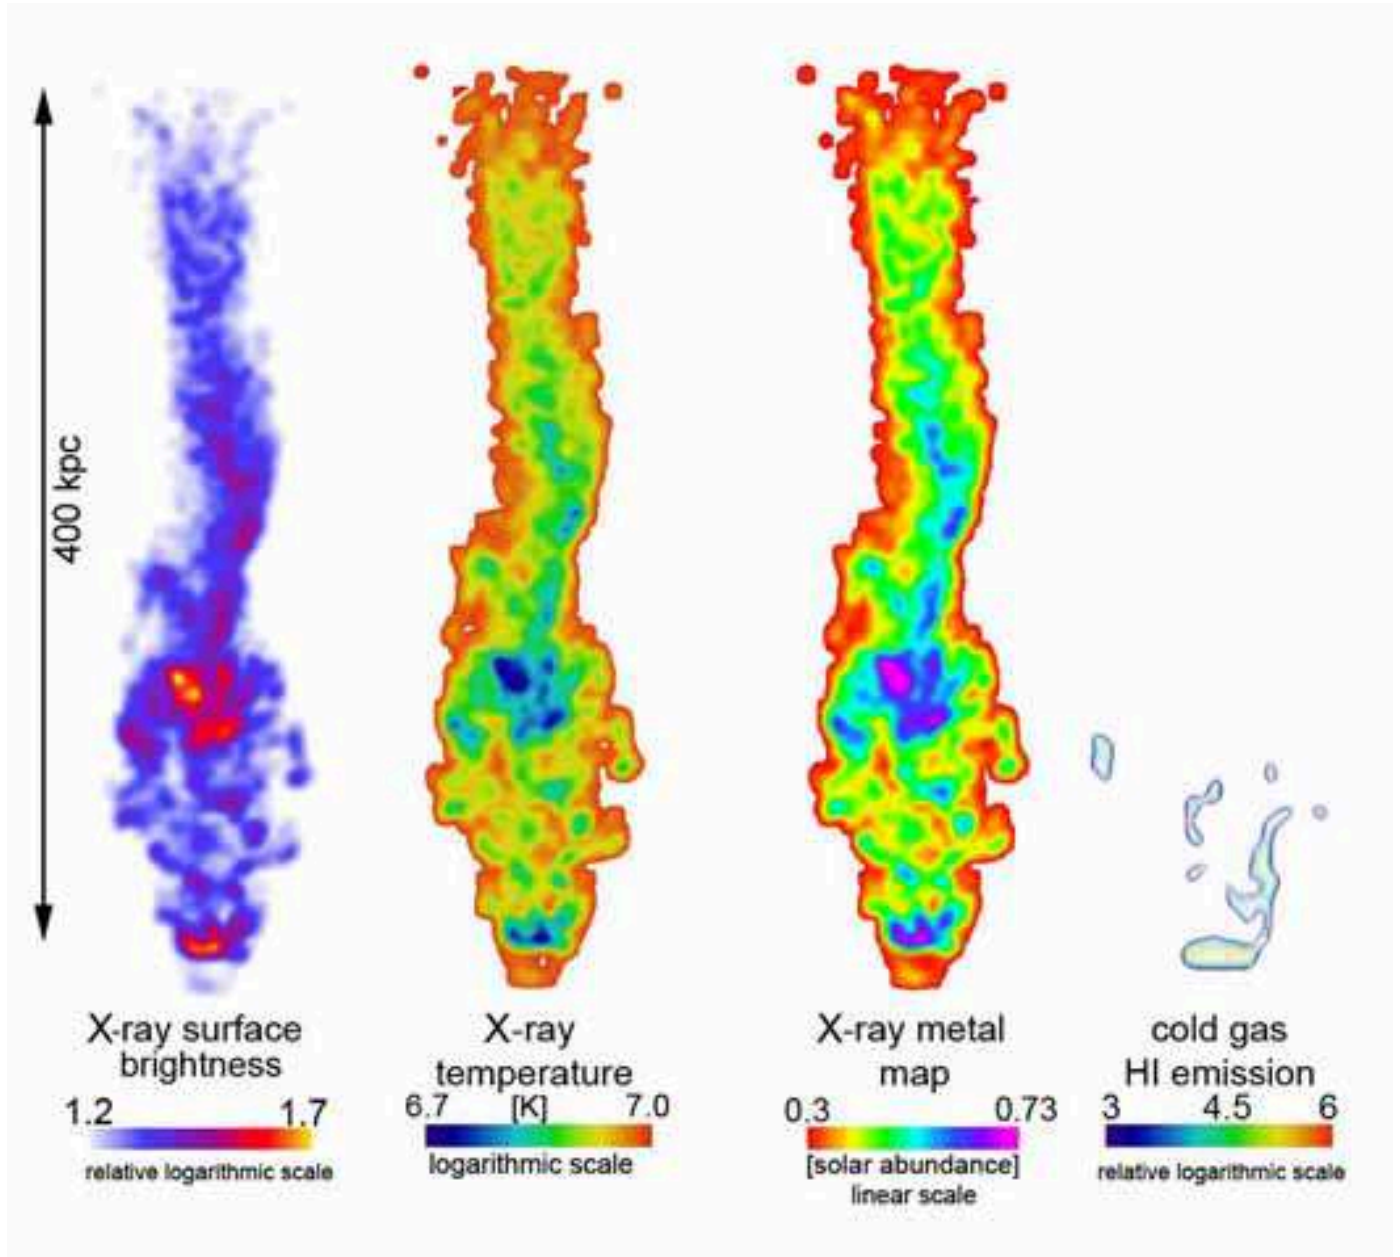 400 kpc
X-ray surface
brightness
1.2 1.7
relative logarithmic scale
X-ray
temperature
6.7 [K] 7.0
logarithmic scale
X-ray metal
map
0.3 0.73
[solar abundance]
linear scale
cold gas
HI emission
3 4.5 6
relative logarithmic scale